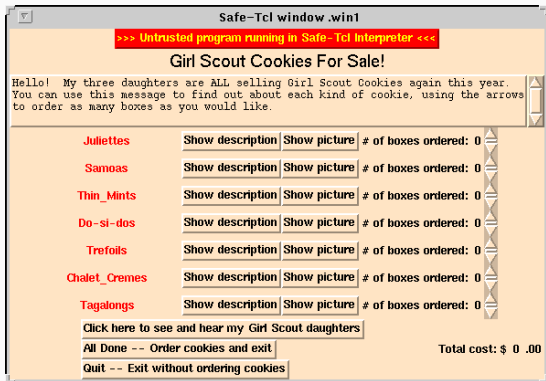 Safe-Tcl window .win1
>>> Untrusted program running in Safe-Tcl Interpreter <<<
Girl Scout Cookies For Sale!
Hello!  My three daughters are ALL selling Girl Scout Cookies again this year.
You can use this message to find out about each kind of cookie, using the arrows
to order as many boxes as you would like.
Juliettes Show description Show picture # of boxes ordered: 0
Samoas Show description Show picture # of boxes ordered: 0
Thin_Mints Show description Show picture # of boxes ordered: 0
Do-si-dos Show description Show picture # of boxes ordered: 0
Trefoils Show description Show picture # of boxes ordered: 0
Chalet_Cremes Show description Show picture # of boxes ordered: 0
Tagalongs Show description Show picture # of boxes ordered: 0
Click here to see and hear my Girl Scout daughters
All Done -- Order cookies and exit Total cost: $ 0 .00
Quit -- Exit without ordering cookies